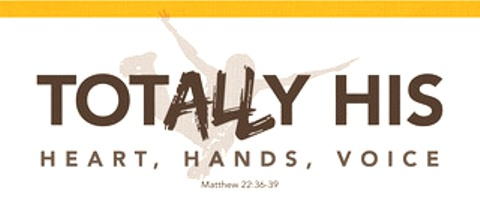 TOTALLY HIS
HEART, HANDS, VOICE
Matthew 22:36-39